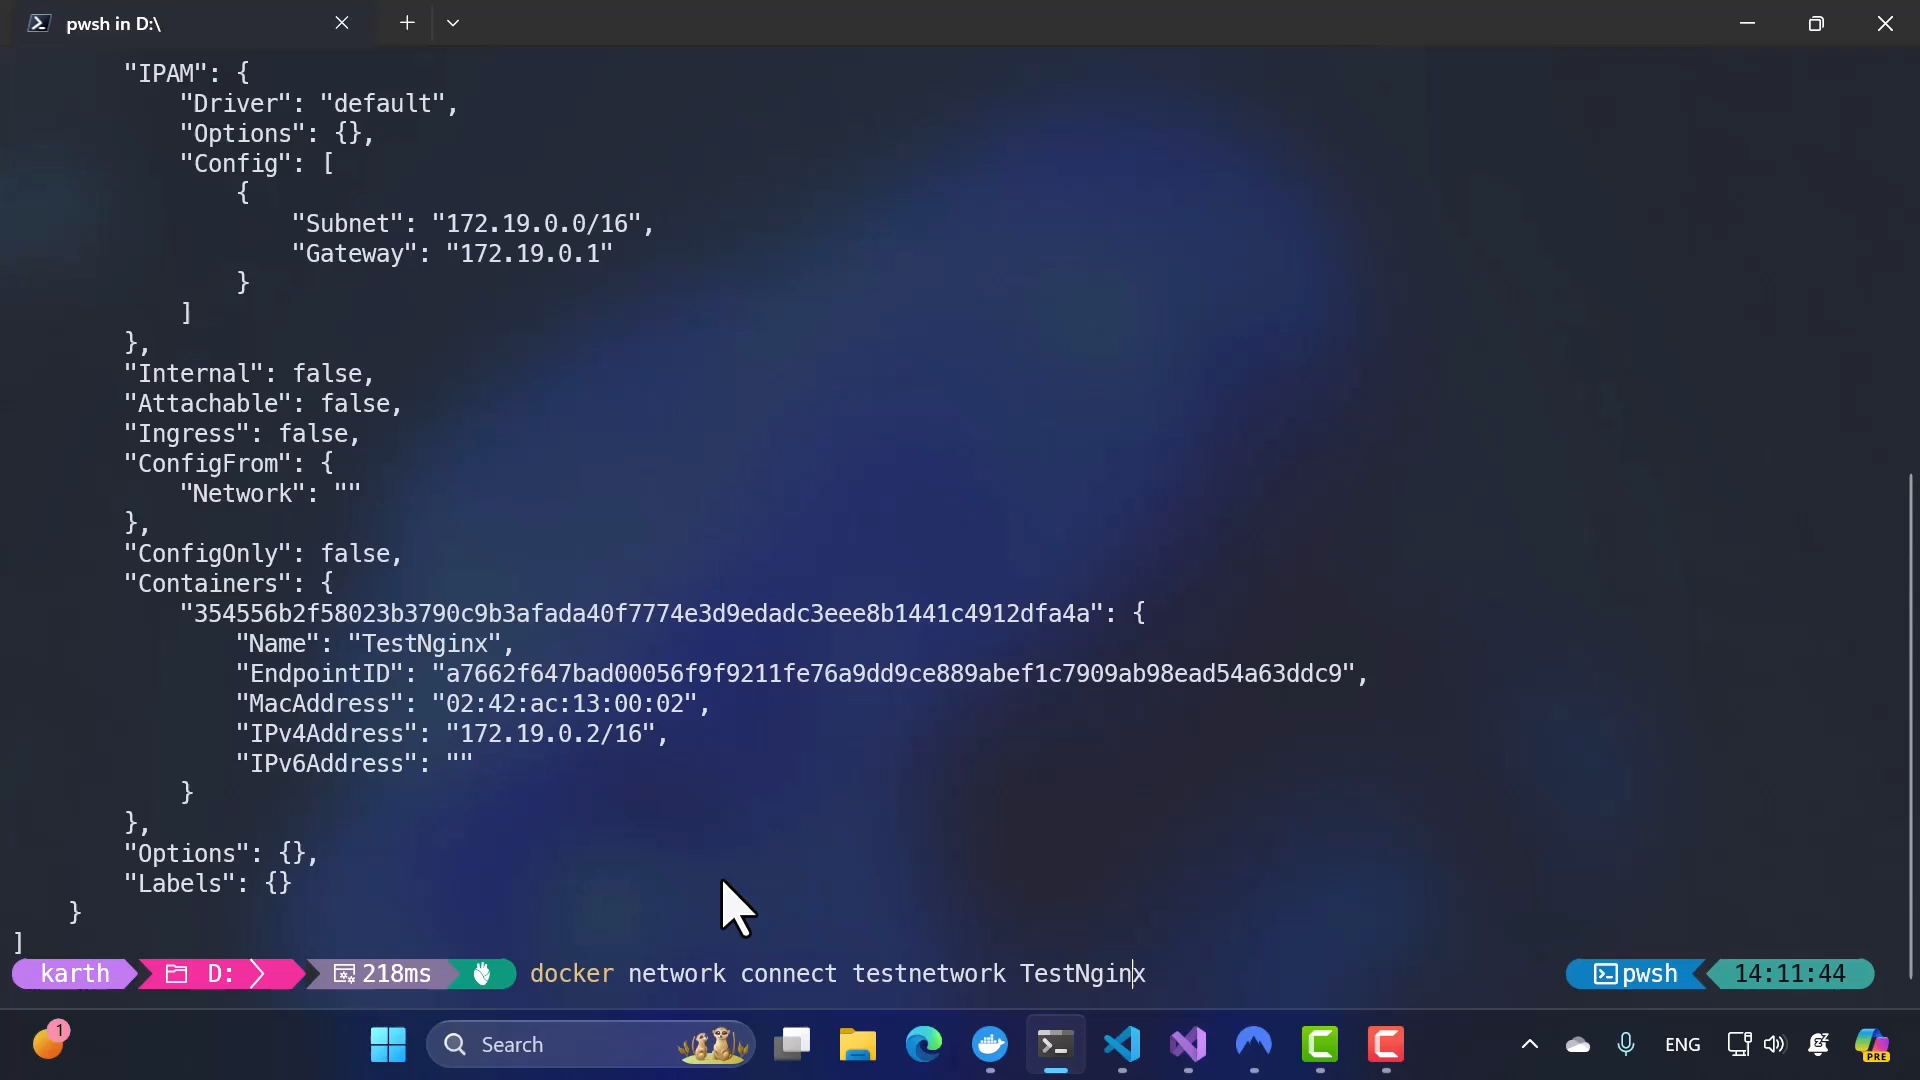 pwsh in D:\
"IPAM": {
"Driver": "default",
"Options": {},
"Config": [
{
"Subnet": "172.19.0.0/16",
"Gateway": "172.19.0.1"
}
]
},
"Internal": false,
"Attachable": false,
"Ingress": false,
"ConfigFrom": {
"Network": ""
},
"ConfigOnly": false,
"Containers": {
"354556b2f58023b3790c9b3afada40f7774e3d9edadc3eee8b1441c4912dfa4a": {
"Name": "TestNginx",
"EndpointID": "a7662f647bad00056f9f9211fe76a9dd9ce889abef1c7909ab98ead54a63ddc9",
"MacAddress": "02:42:ac:13:00:02",
"IPv4Address": "172.19.0.2/16",
"IPv6Address": ""
}
},
"Options": {},
"Labels": {}
}
]
karth D: 218ms docker network connect testnetwork TestNginx pwsh 14:11:44
1 Search ENG PRE